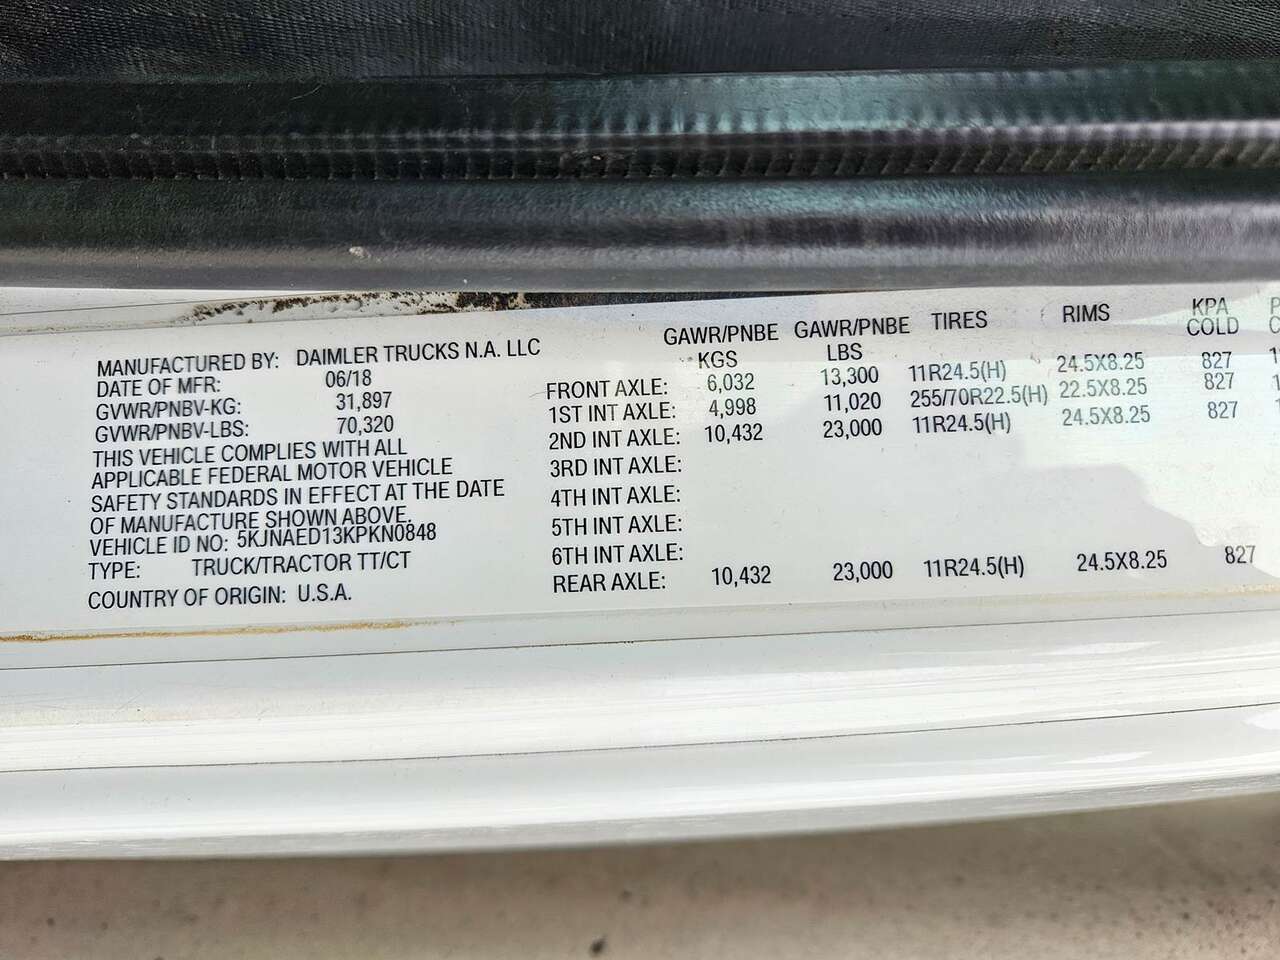 MANUFACTURED BY: DAIMLER TRUCKS N.A. LLC
DATE OF MFR: 06/18
GVWR/PNBV-KG: 31,897
GVWR/PNBV-LBS: 70,320
THIS VEHICLE COMPLIES WITH ALL
APPLICABLE FEDERAL MOTOR VEHICLE
SAFETY STANDARDS IN EFFECT AT THE DATE
OF MANUFACTURE SHOWN ABOVE.
VEHICLE ID NO: 5KJNAED13KPKN0848
TYPE: TRUCK/TRACTOR TT/CT
COUNTRY OF ORIGIN: U.S.A.
GAWR/PNBE GAWR/PNBE TIRES RIMS KPA
KGS LBS COLD
FRONT AXLE: 6,032 13,300 11R24.5(H) 24.5X8.25 827
1ST INT AXLE: 4,998 11,020 255/70R22.5(H) 22.5X8.25 827
2ND INT AXLE: 10,432 23,000 11R24.5(H) 24.5X8.25 827
3RD INT AXLE:
4TH INT AXLE:
5TH INT AXLE:
6TH INT AXLE:
REAR AXLE: 10,432 23,000 11R24.5(H) 24.5X8.25 827